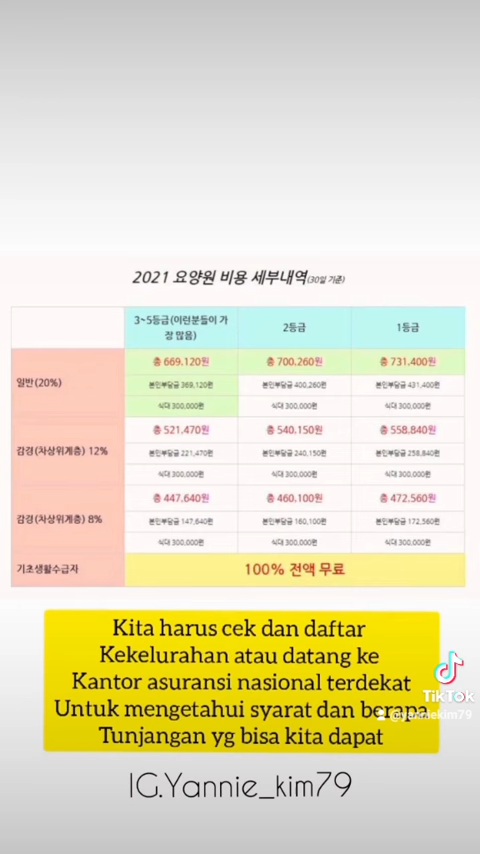 2021 요양원 비용 세부내역(30일 기준)
3~5등급(이런분들이 가
장 많음)
2등급
1등급
일반(20%)
총 669.120원
총 700.260원
총 731.400원
본인부담금 369,120원
본인부담금 400,260원
본인부담금 431,400원
식대 300,000원
식대 300,000원
식대 300,000원
감경(차상위계층) 12%
총 521.470원
총 540.150원
총 558.840원
본인부담금 221,470원
본인부담금 240,150원
본인부담금 258,840원
식대 300,000원
식대 300,000원
식대 300,000원
감경(차상위계층) 8%
총 447.640원
총 460.100원
총 472.560원
본인부담금 147,640원
본인부담금 160,100원
본인부담금 172,560원
식대 300,000원
식대 300,000원
식대 300,000원
기초생활수급자
100% 전액 무료
Kita harus cek dan daftar
Kekelurahan atau datang ke
Kantor asuransi nasional terdekat
Untuk mengetahui syarat dan berapa
Tunjangan yg bisa kita dapat
TikTok
@yanniekim79
IG.Yannie_kim79